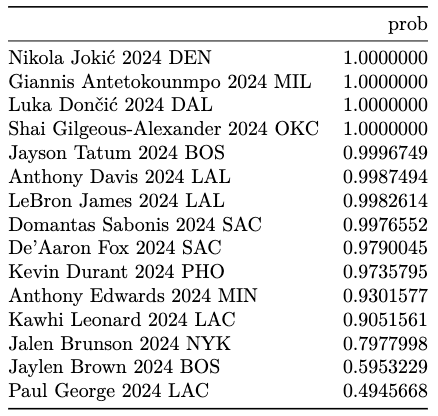 prob
Nikola Jokić 2024 DEN 1.0000000
Giannis Antetokounmpo 2024 MIL 1.0000000
Luka Dončić 2024 DAL 1.0000000
Shai Gilgeous-Alexander 2024 OKC 1.0000000
Jayson Tatum 2024 BOS 0.9996749
Anthony Davis 2024 LAL 0.9987494
LeBron James 2024 LAL 0.9982614
Domantas Sabonis 2024 SAC 0.9976552
De'Aaron Fox 2024 SAC 0.9790045
Kevin Durant 2024 PHO 0.9735795
Anthony Edwards 2024 MIN 0.9301577
Kawhi Leonard 2024 LAC 0.9051561
Jalen Brunson 2024 NYK 0.7977998
Jaylen Brown 2024 BOS 0.5953229
Paul George 2024 LAC 0.4945668